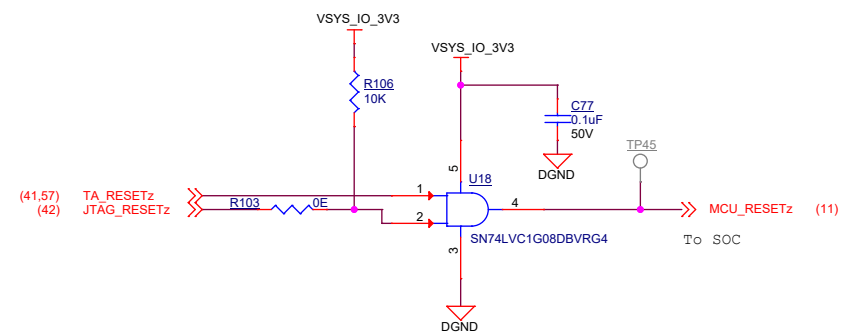 VSYS_IO_3V3
VSYS_IO_3V3
R106
10K
C77
0.1uF
50V
TP45
DGND
5
U18
(41,57) TA_RESETz
1
(42) JTAG_RESETz
R103 0E
2
4
MCU_RESETz (11)
SN74LVC1G08DBVRG4
To SOC
3
DGND